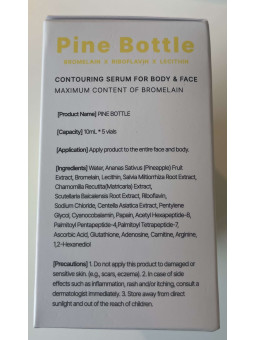 Pine Bottle
BROMELAIN X RIBOFLAVIN X LECITHIN
CONTOURING SERUM FOR BODY & FACE
MAXIMUM CONTENT OF BROMELAIN
[Product Name] PINE BOTTLE
[Capacity] 10mL * 5 vials
[Application] Apply product to the entire face and body.
[Ingredients] Water, Ananas Sativus (Pineapple) Fruit
Extract, Bromelain, Lecithin, Salvia Miltiorrhiza Root Extract,
Chamomilla Recutita(Matricaria) Extract,
Scutellaria Baicalensis Root Extract, Riboflavin,
Sodium Chloride, Centella Asiatica Extract, Pentylene
Glycol, Cyanocobalamin, Papain, Acetyl Hexapeptide-8,
Palmitoyl Pentapeptide-4,Palmitoyl Tetrapeptide-7,
Ascorbic Acid, Glutathione, Adenosine, Carnitine, Arginine,
1,2-Hexanediol
[Precautions] 1. Do not apply this product to damaged or
sensitive skin. (e.g., scars, eczema). 2. In case of side
effects such as inflammation, rash and/or itching, consult a
dermatologist immediately. 3. Store away from direct
sunlight and out of the reach of children.